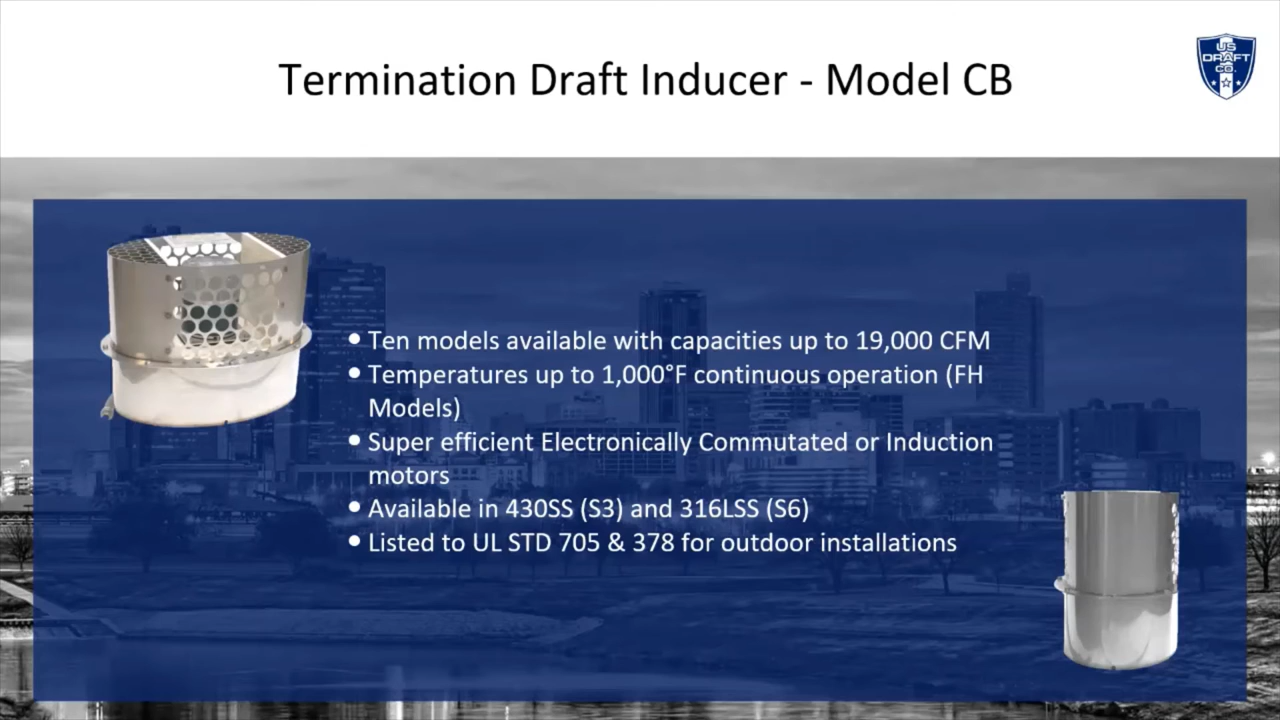 Termination Draft Inducer - Model CB
US
DRAFT
CO.
• Ten models available with capacities up to 19,000 CFM
• Temperatures up to 1,000°F continuous operation (FH
Models)
• Super efficient Electronically Commutated or Induction
motors
• Available in 430SS (S3) and 316LSS (S6)
• Listed to UL STD 705 & 378 for outdoor installations